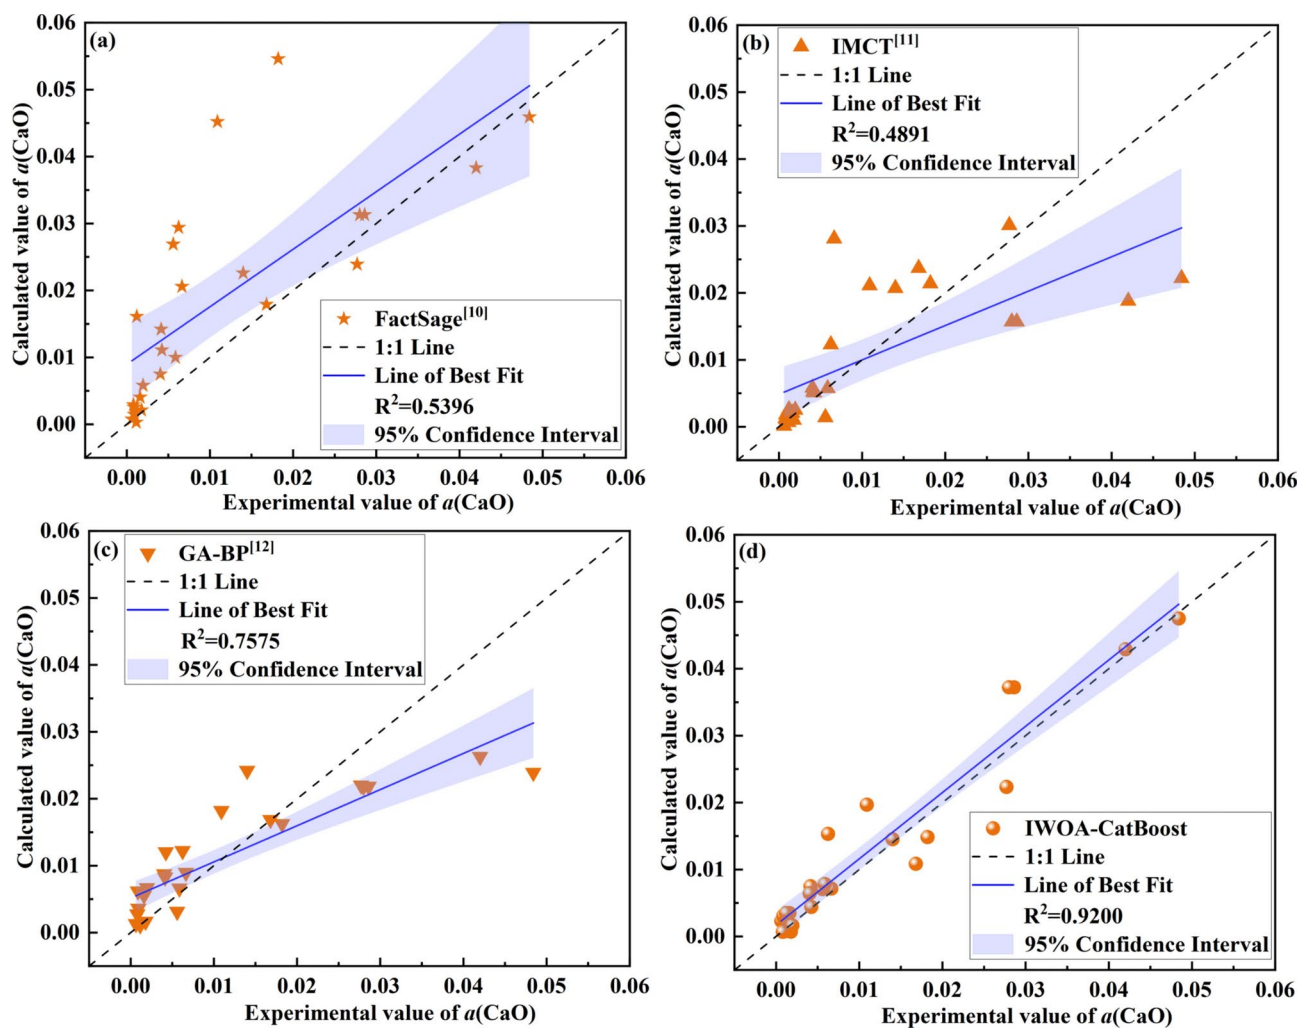 (a)
0.06
0.05
0.04
0.03
0.02
0.01
0.00
Calculated value of a(CaO)
FactSage[10]
1:1 Line
Line of Best Fit
R²=0.5396
95% Confidence Interval
0.00 0.01 0.02 0.03 0.04 0.05 0.06
Experimental value of a(CaO)
(b)
0.06
0.05
0.04
0.03
0.02
0.01
0.00
Calculated value of a(CaO)
IMCT[11]
1:1 Line
Line of Best Fit
R²=0.4891
95% Confidence Interval
0.00 0.01 0.02 0.03 0.04 0.05 0.06
Experimental value of a(CaO)
(c)
0.06
0.05
0.04
0.03
0.02
0.01
0.00
Calculated value of a(CaO)
GA-BP[12]
1:1 Line
Line of Best Fit
R²=0.7575
95% Confidence Interval
0.00 0.01 0.02 0.03 0.04 0.05 0.06
Experimental value of a(CaO)
(d)
0.06
0.05
0.04
0.03
0.02
0.01
0.00
Calculated value of a(CaO)
IWOA-CatBoost
1:1 Line
Line of Best Fit
R²=0.9200
95% Confidence Interval
0.00 0.01 0.02 0.03 0.04 0.05 0.06
Experimental value of a(CaO)